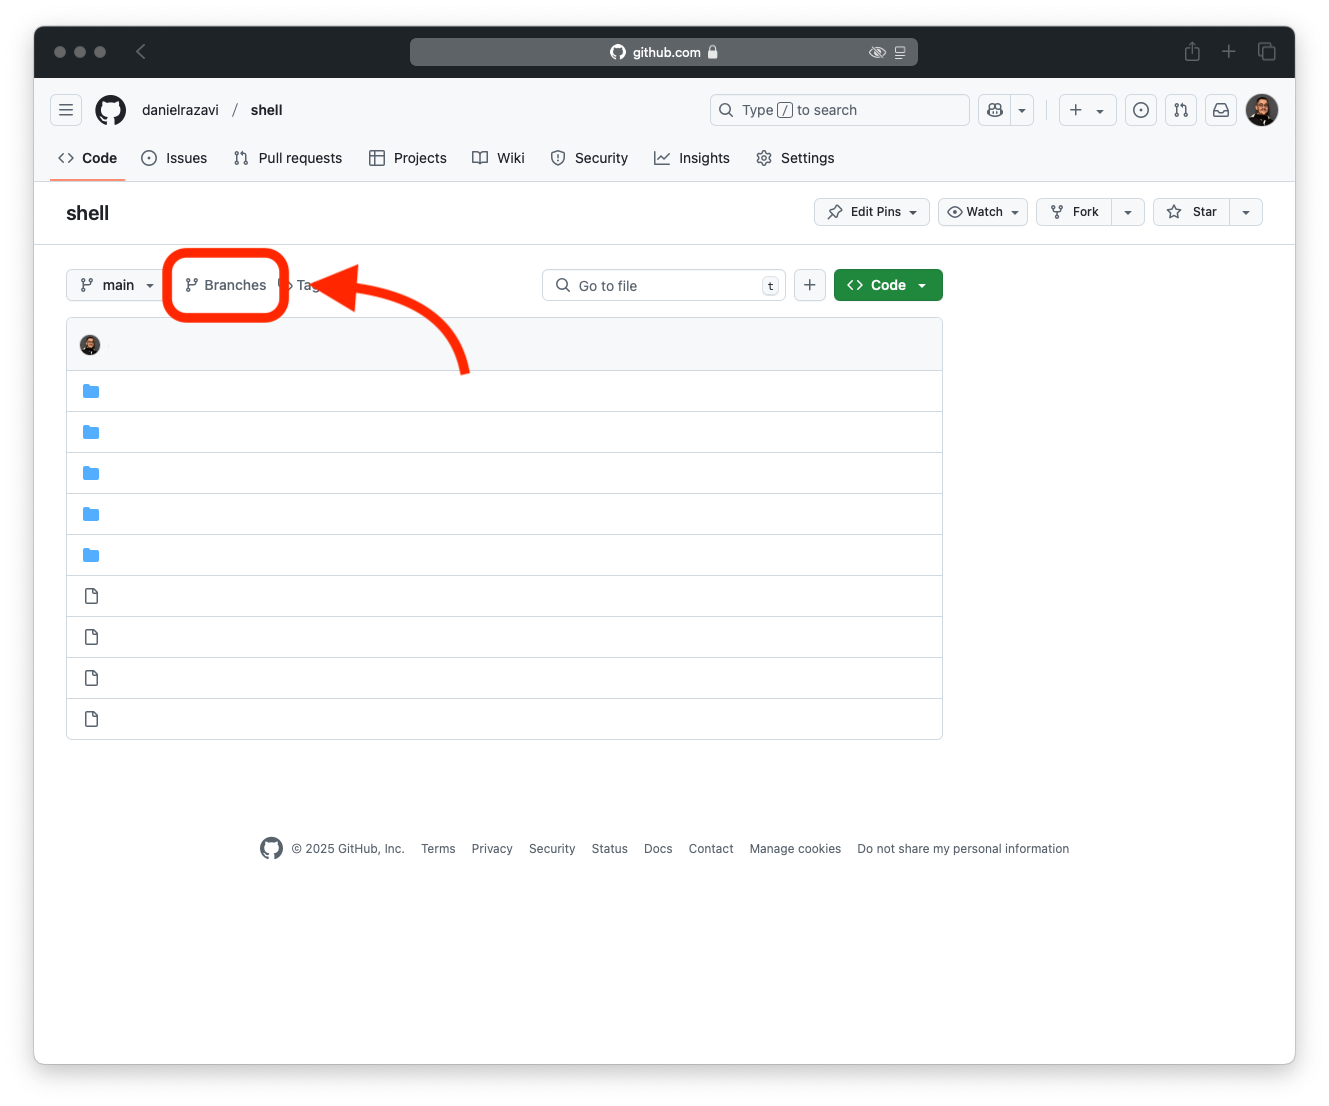 github.com
danielrazavi / shell
Type / to search
Code Issues Pull requests Projects Wiki Security Insights Settings
shell
Edit Pins Watch Fork Star
main Branches Go to file t Code
© 2025 GitHub, Inc. Terms Privacy Security Status Docs Contact Manage cookies Do not share my personal information